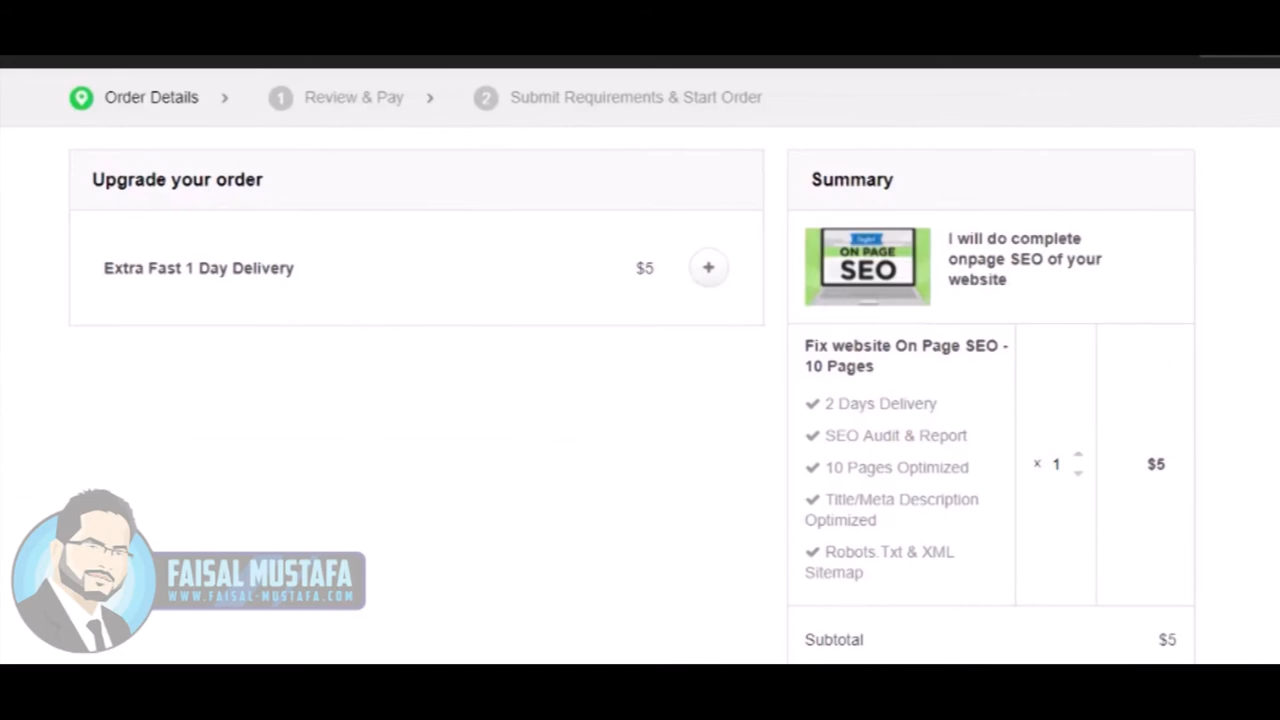 Order Details
1 Review & Pay
2 Submit Requirements & Start Order
Upgrade your order
Extra Fast 1 Day Delivery $5 +
Summary
ON PAGE
SEO
I will do complete
onpage SEO of your
website
Fix website On Page SEO -
10 Pages
✔ 2 Days Delivery
✔ SEO Audit & Report
✔ 10 Pages Optimized
✔ Title/Meta Description
Optimized
✔ Robots.Txt & XML
Sitemap
x 1
$5
Subtotal $5
FAISAL MUSTAFA
WWW.FAISAL-MUSTAFA.COM